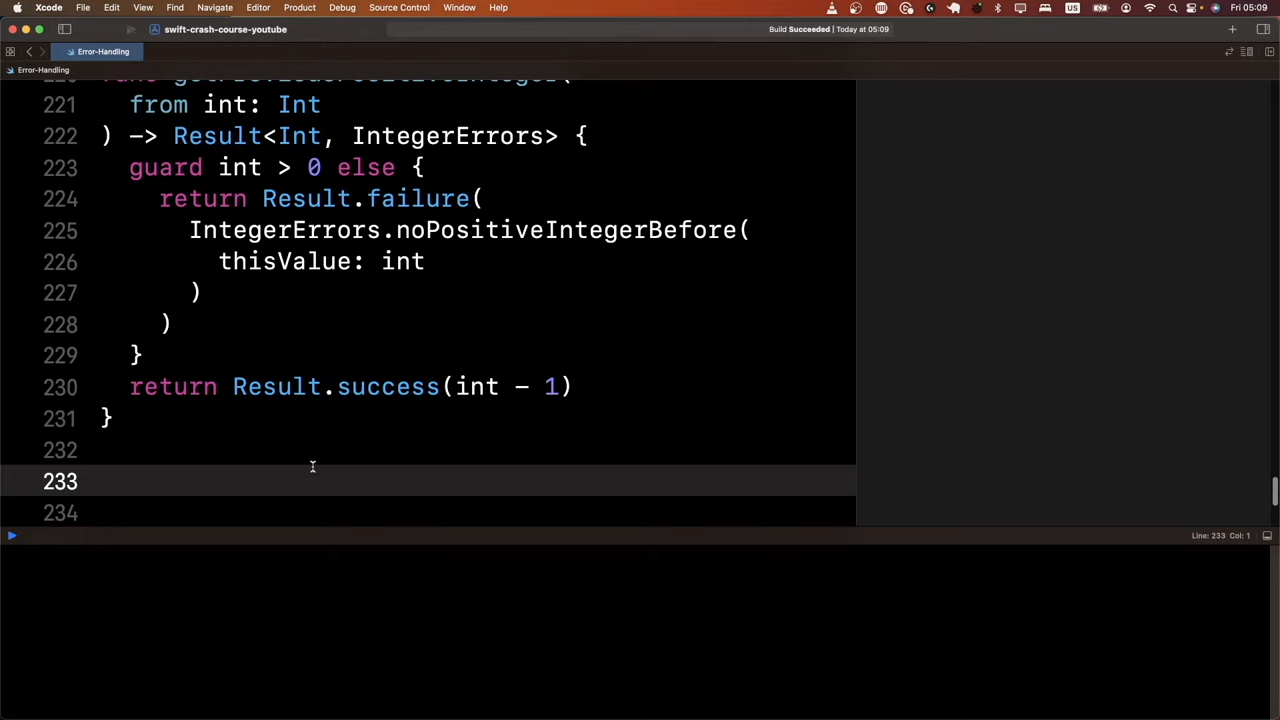 Xcode File Edit View Find Navigate Editor Product Debug Source Control Window Help US Fri 05:09
swift-crash-course-youtube Build Succeeded | Today at 05:09
Error-Handling
Error-Handling
221 from int: Int
222 ) -> Result<Int, IntegerErrors> {
223 guard int > 0 else {
224 return Result.failure(
225 IntegerErrors.noPositiveIntegerBefore(
226 thisValue: int
227 )
228 )
229 }
230 return Result.success(int - 1)
231 }
232
233
234
Line: 233 Col: 1